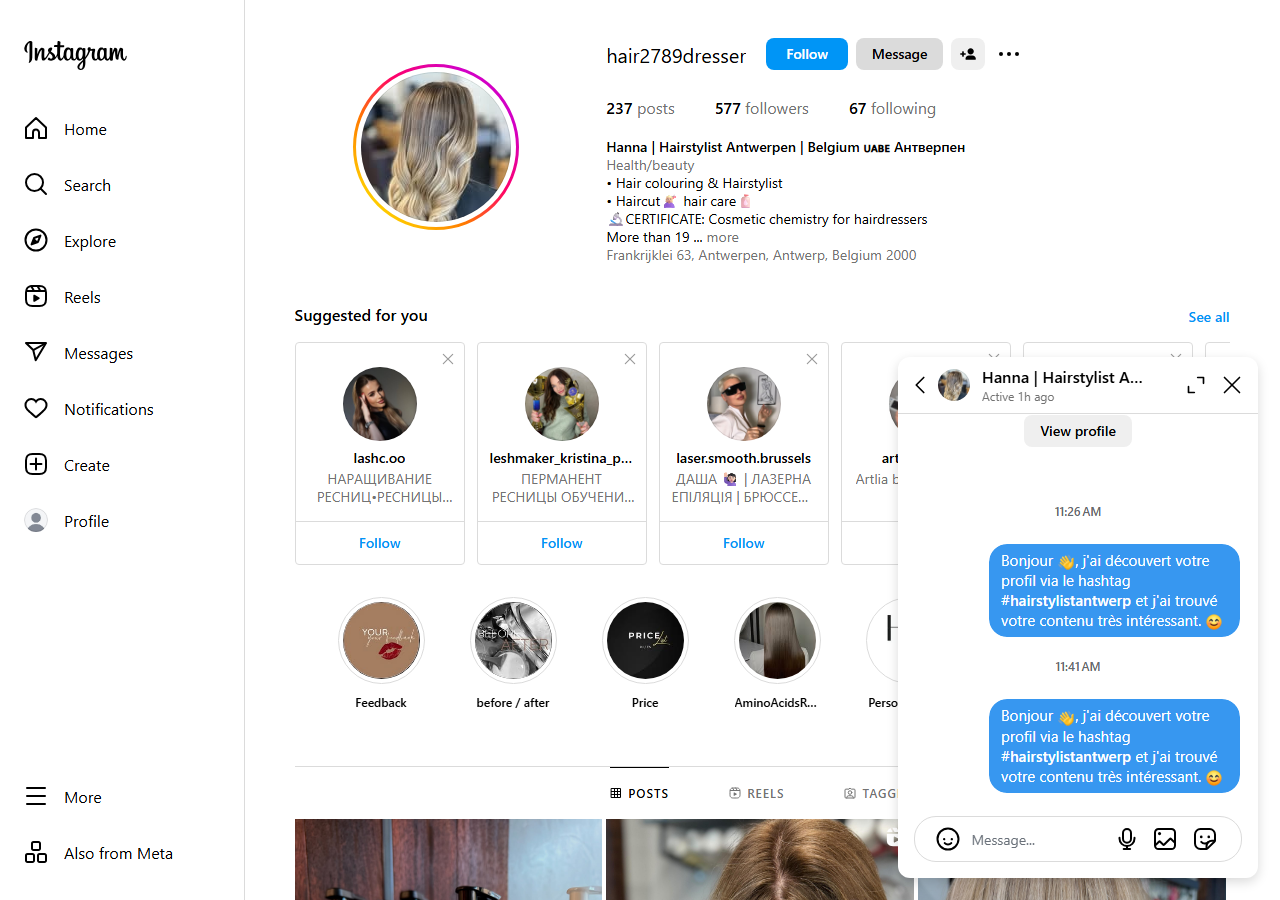 Instagram
Home
Search
Explore
Reels
Messages
Notifications
Create
Profile
More
Also from Meta
hair2789dresser
Follow
Message
237 posts
577 followers
67 following
Hanna | Hairstylist Antwerpen | Belgium ᴜᴀʙᴇ Антверпен
Health/beauty
• Hair colouring & Hairstylist
• Haircut 💇🏼‍♀️ hair care 🧴
🔬CERTIFICATE: Cosmetic chemistry for hairdressers
More than 19 ... more
Frankrijklei 63, Antwerpen, Antwerp, Belgium 2000
Suggested for you
See all
lashc.oo
НАРАЩИВАНИЕ
РЕСНИЦ•РЕСНИЦЫ...
Follow
leshmaker_kristina_p...
ПЕРМАНЕНТ
РЕСНИЦЫ ОБУЧЕНИ...
Follow
laser.smooth.brussels
ДАША 🙋🏻‍♀️ | ЛАЗЕРНА
ЕПІЛЯЦІЯ | БРЮССЕ...
Follow
art
Artlia b
YOUR
feedback
Feedback
BEFORE
AFTER
before / after
PRICE
List
Price
AminoAcidsR...
H
Perso
POSTS
REELS
TAGG
Hanna | Hairstylist A...
Active 1h ago
View profile
11:26 AM
Bonjour 👋, j'ai découvert votre
profil via le hashtag
#hairstylistantwerp et j'ai trouvé
votre contenu très intéressant. 😊
11:41 AM
Bonjour 👋, j'ai découvert votre
profil via le hashtag
#hairstylistantwerp et j'ai trouvé
votre contenu très intéressant. 😊
Message...